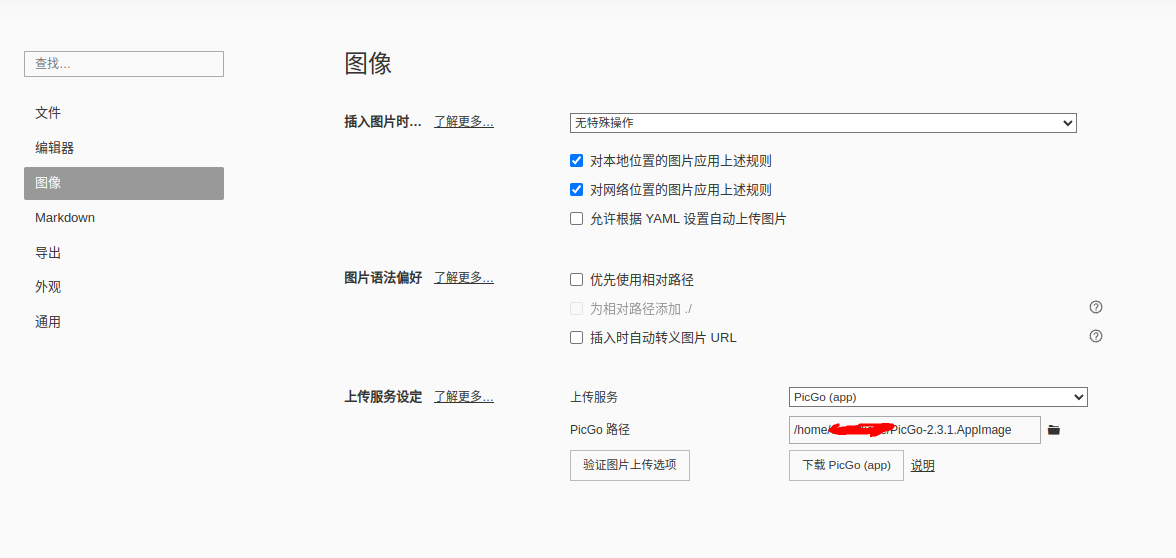 查找…
文件
编辑器
图像
Markdown
导出
外观
通用
图像
插入图片时… 了解更多… 无特殊操作
对本地位置的图片应用上述规则
对网络位置的图片应用上述规则
允许根据 YAML 设置自动上传图片
图片语法偏好 了解更多… 优先使用相对路径
为相对路径添加 ./
插入时自动转义图片 URL
上传服务设定 了解更多… 上传服务 PicGo (app)
PicGo 路径 /home/ /PicGo-2.3.1.AppImage
验证图片上传选项 下载 PicGo (app) 说明